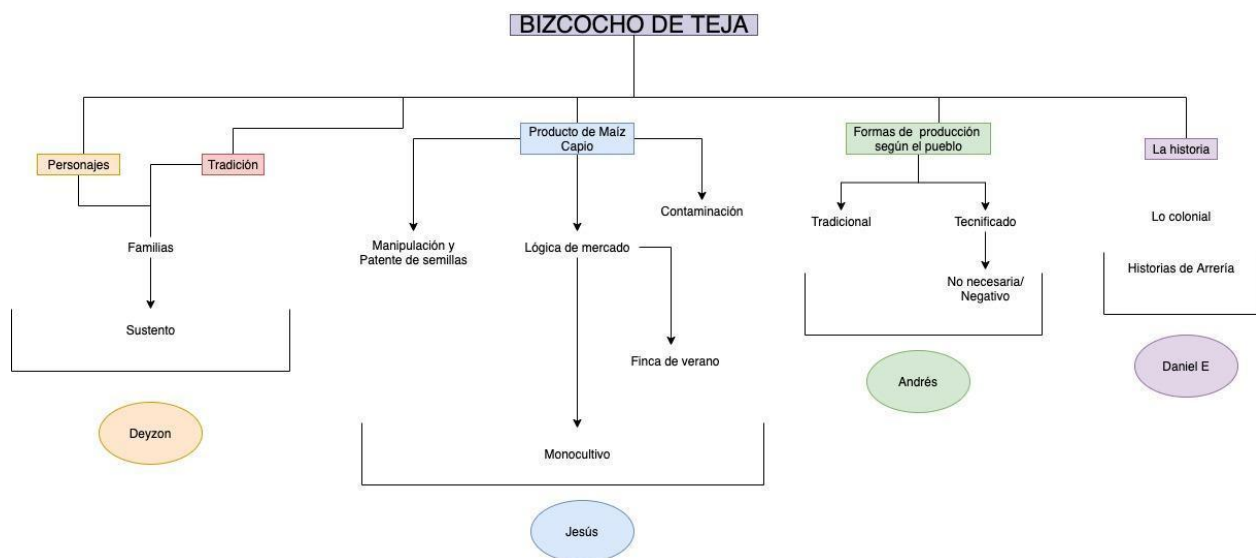 BIZCOCHO DE TEJA
Personajes
Tradición
Producto de Maíz
Capio
Formas de producción
según el pueblo
La historia
Familias
Sustento
Manipulación y
Patente de semillas
Lógica de mercado
Contaminación
Finca de verano
Monocultivo
Tradicional
Tecnificado
No necesaria/
Negativo
Lo colonial
Historias de Arrería
Deyzon
Jesús
Andrés
Daniel E